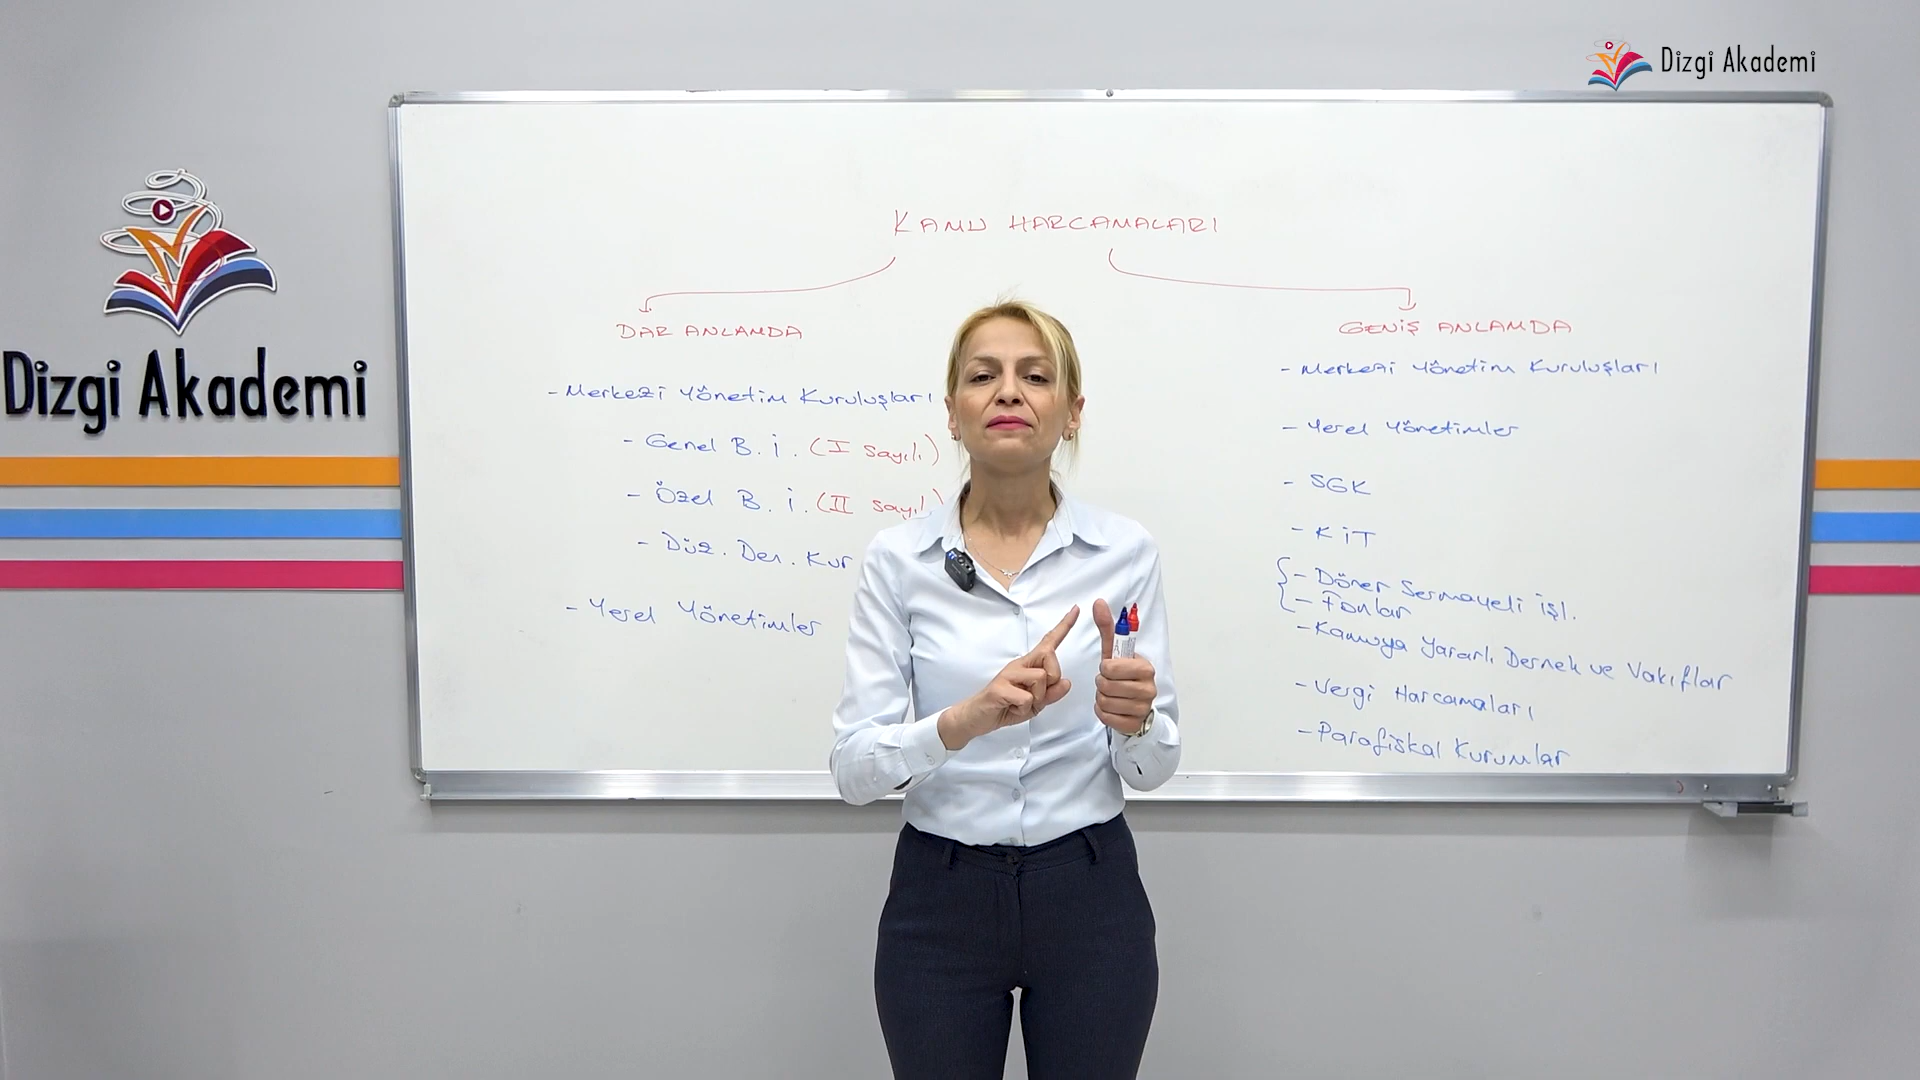 Dizgi Akademi
Dizgi Akademi
KAMU HARCAMALARI
DAR ANLAMDA
- Merkezi Yönetim Kuruluşları
- Genel B. İ. (I Sayılı)
- Özel B. İ. (II Sayılı)
- Düz. Den. Kur
- Yerel Yönetimler
GENİŞ ANLAMDA
- Merkezi Yönetim Kuruluşları
- Yerel Yönetimler
- SGK
- KİT
- Döner Sermayeli İşl.
- Fonlar
- Kamuya Yararlı Dernek ve Vakıflar
- Vergi Harcamaları
- Parafiskal Kurumlar